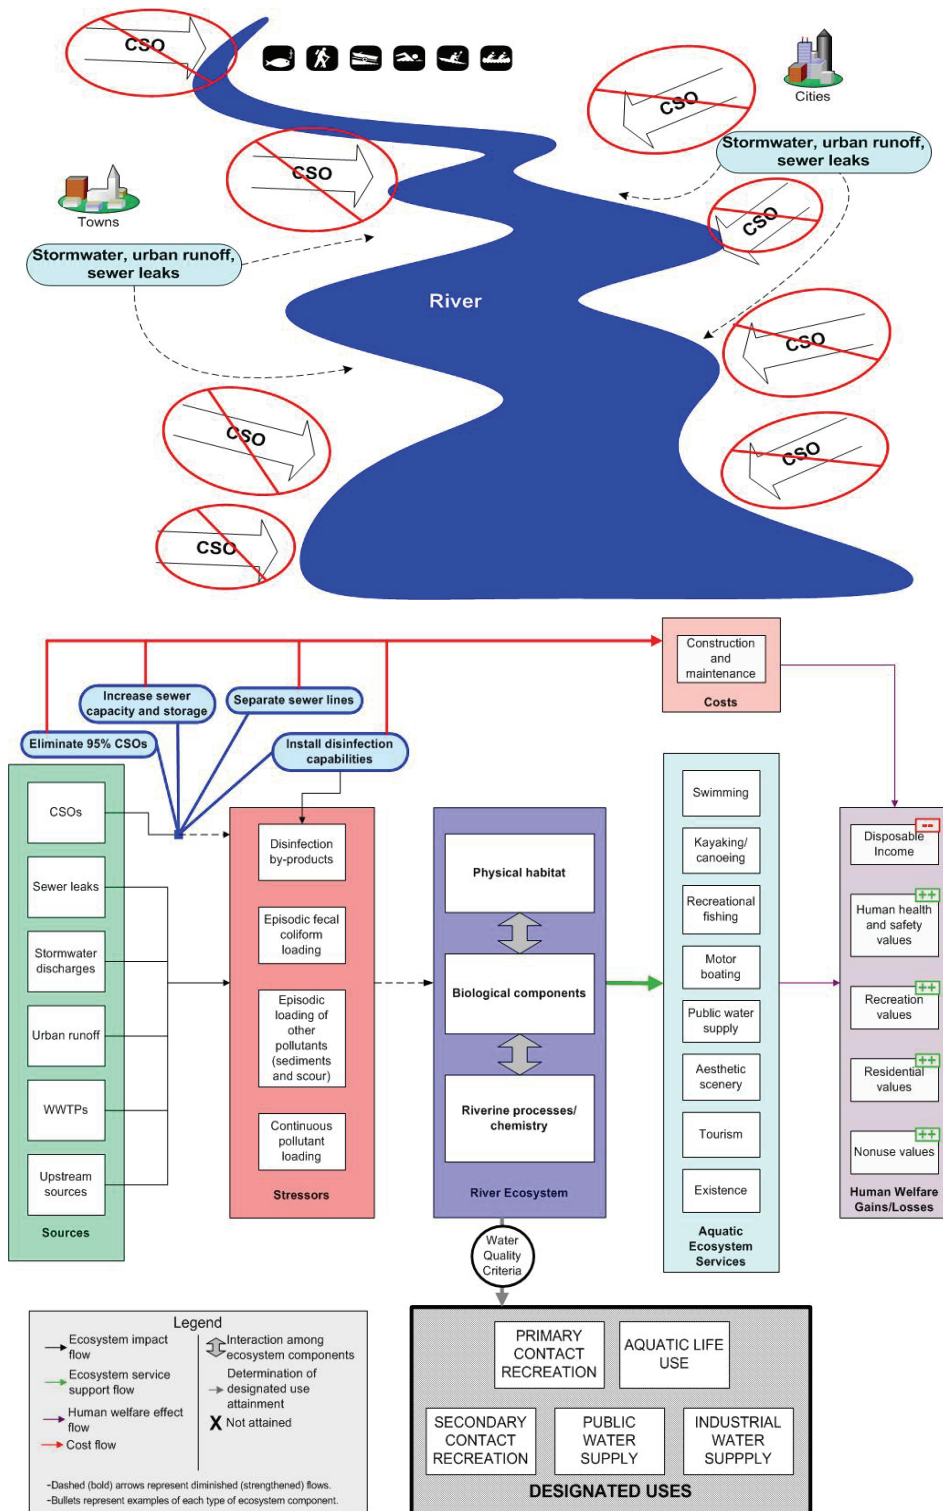 CSO
CSO
Cities
Stormwater, urban runoff,
sewer leaks
CSO
Towns
CSO
Stormwater, urban runoff,
sewer leaks
River
CSO
CSO
CSO
CSO
Construction
and
maintenance
Costs
Increase sewer
capacity and storage
Separate sewer lines
Eliminate 95% CSOs
Install disinfection
capabilities
CSOs
Sewer leaks
Stormwater
discharges
Urban runoff
WWTPs
Upstream
sources
Sources
Disinfection
by-products
Episodic fecal
coliform
loading
Episodic
loading of
other
pollutants
(sediments
and scour)
Continuous
pollutant
loading
Stressors
Physical habitat
Biological components
Riverine processes/
chemistry
River Ecosystem
Swimming
Kayaking/
canoeing
Recreational
fishing
Motor
boating
Public water
supply
Aesthetic
scenery
Tourism
Existence
Aquatic
Ecosystem
Services
--
Disposable
Income
++
Human health
and safety
values
++
Recreation
values
++
Residential
values
++
Nonuse values
Human Welfare
Gains/Losses
Water
Quality
Criteria
PRIMARY
CONTACT
RECREATION
AQUATIC LIFE
USE
SECONDARY
CONTACT
RECREATION
PUBLIC
WATER
SUPPLY
INDUSTRIAL
WATER
SUPPPLY
DESIGNATED USES
Legend
Ecosystem impact
flow
Ecosystem service
support flow
Human welfare effect
flow
Cost flow
Interaction among
ecosystem components
Determination of
designated use
attainment
X Not attained
-Dashed (bold) arrows represent diminished (strengthened) flows.
-Bullets represent examples of each type of ecosystem component.